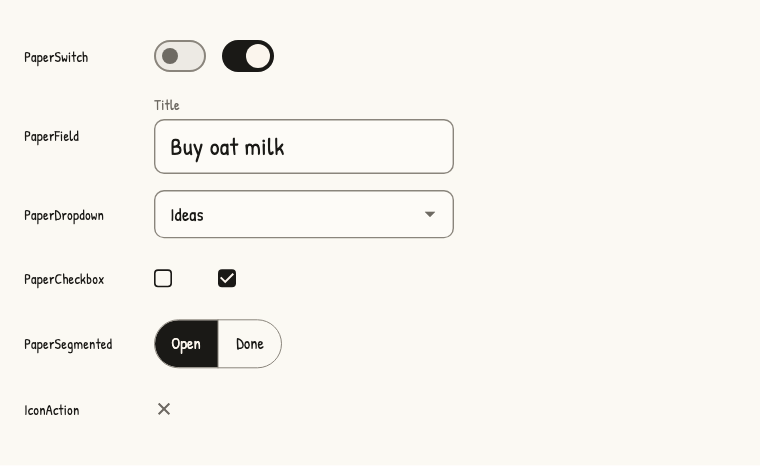 PaperSwitch
Title
PaperField
Buy oat milk
PaperDropdown
Ideas
PaperCheckbox
PaperSegmented
Open
Done
IconAction